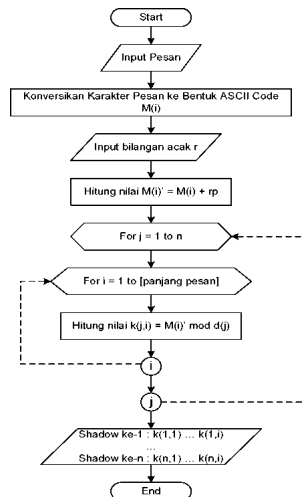 Start
Input Pesan
Konversikan Karakter Pesan ke Bentuk ASCII Code
M(i)
Input bilangan acak r
Hitung nilai M(i)' = M(i) + rp
For j = 1 to n
For i = 1 to [panjang pesan]
Hitung nilai k(j,i) = M(i)' mod d(j)
i
j
Shadow ke-1 : k(1,1) ... k(1,i)
...
Shadow ke-n : k(n,1) ... k(n,i)
End